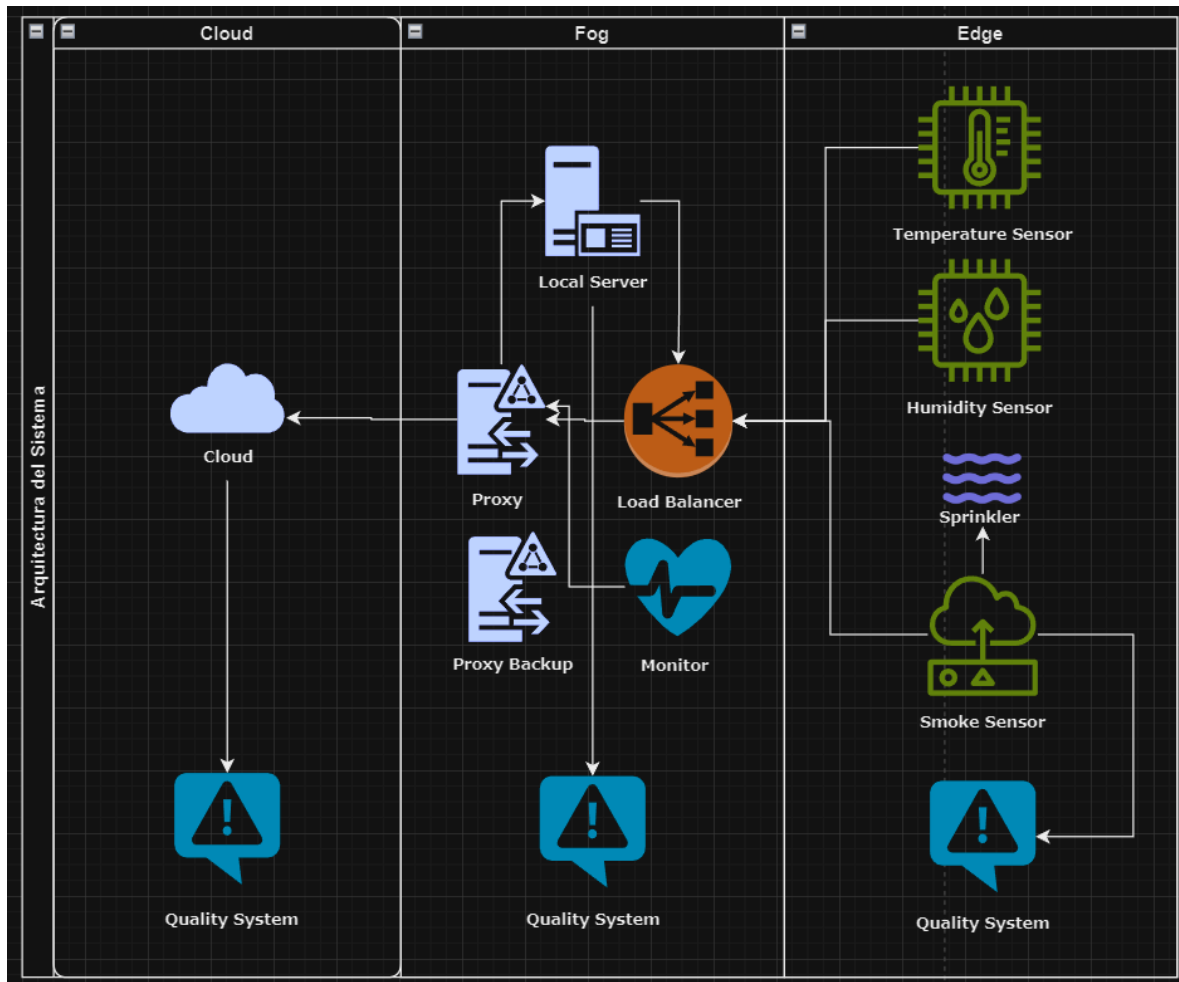 Arquitectura del Sistema
Cloud
Fog
Edge
Temperature Sensor
Local Server
Humidity Sensor
Cloud
Proxy
Load Balancer
Sprinkler
Proxy Backup
Monitor
Smoke Sensor
Quality System
Quality System
Quality System